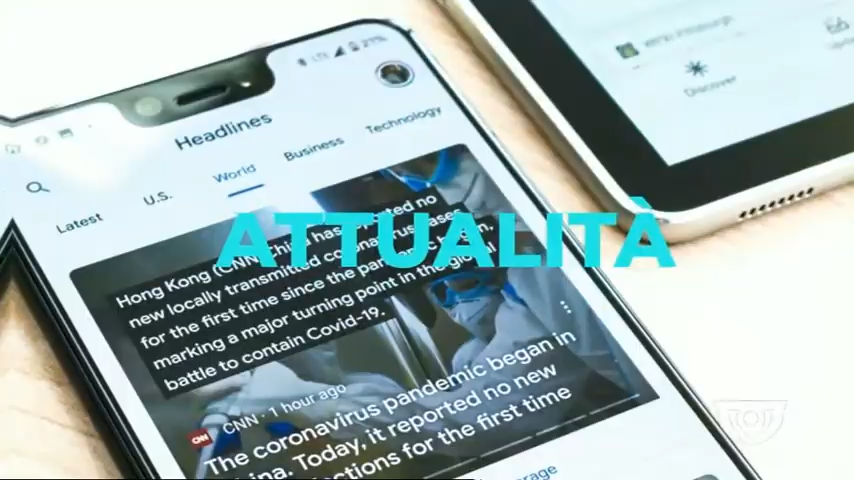 21%
Headlines
Discover
Latest
U.S.
World
Business
Technology
ATTUALITÀ
Hong Kong (CNN) China has reported no
new locally transmitted coronavirus cases
for the first time since the pandemic began,
marking a major turning point in the global
battle to contain Covid-19.
CNN
CNN · 1 hour ago
The coronavirus pandemic began in
China. Today, it reported no new
for the first time